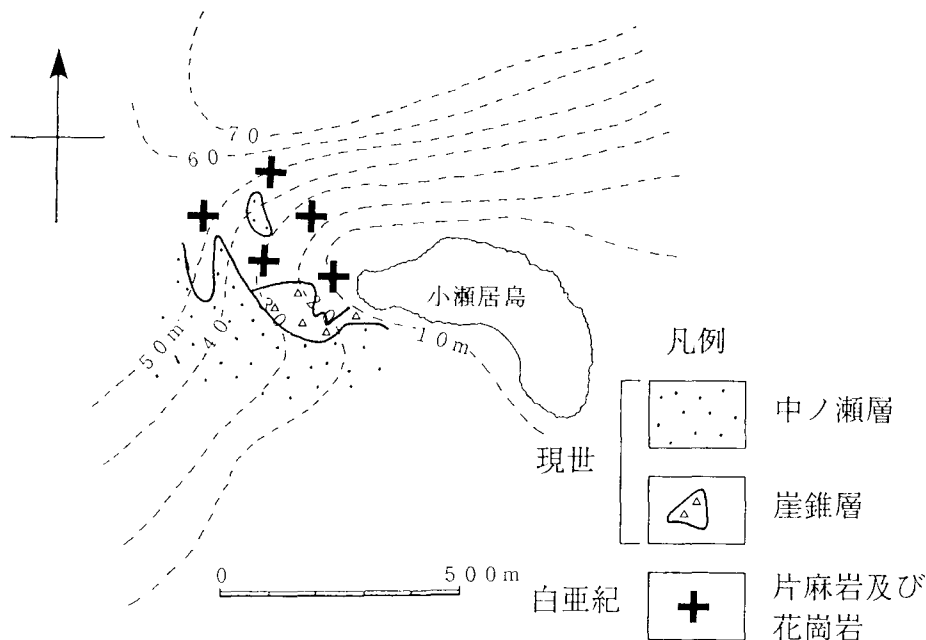 70
60
小瀬居島
30
20
50m
40
10m
凡例
中ノ瀬層
現世
崖錐層
0 500m
白亜紀
片麻岩及び
花崗岩